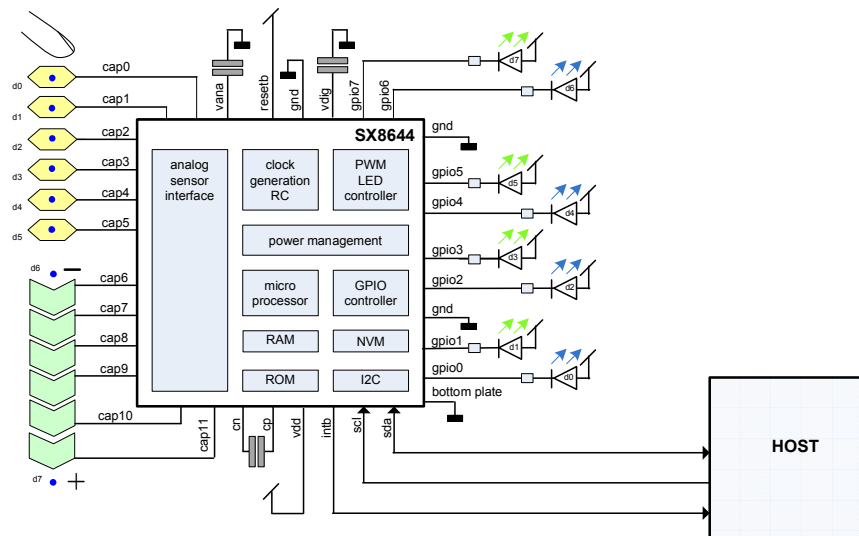 cap0
cap1
cap2
cap3
cap4
cap5
cap6
cap7
cap8
cap9
cap10
cap11
d0
d1
d2
d3
d4
d5
d6
d7
+
vana
resetb
gnd
vdig
gpio7
gpio6
SX8644
analog
sensor
interface
clock
generation
RC
PWM
LED
controller
power management
micro
processor
GPIO
controller
RAM
NVM
ROM
I2C
gnd
gpio5
gpio4
gpio3
gpio2
gnd
gpio1
gpio0
bottom plate
d7
d6
d5
d4
d3
d2
d1
d0
cn
cp
vdd
intb
scl
sda
HOST